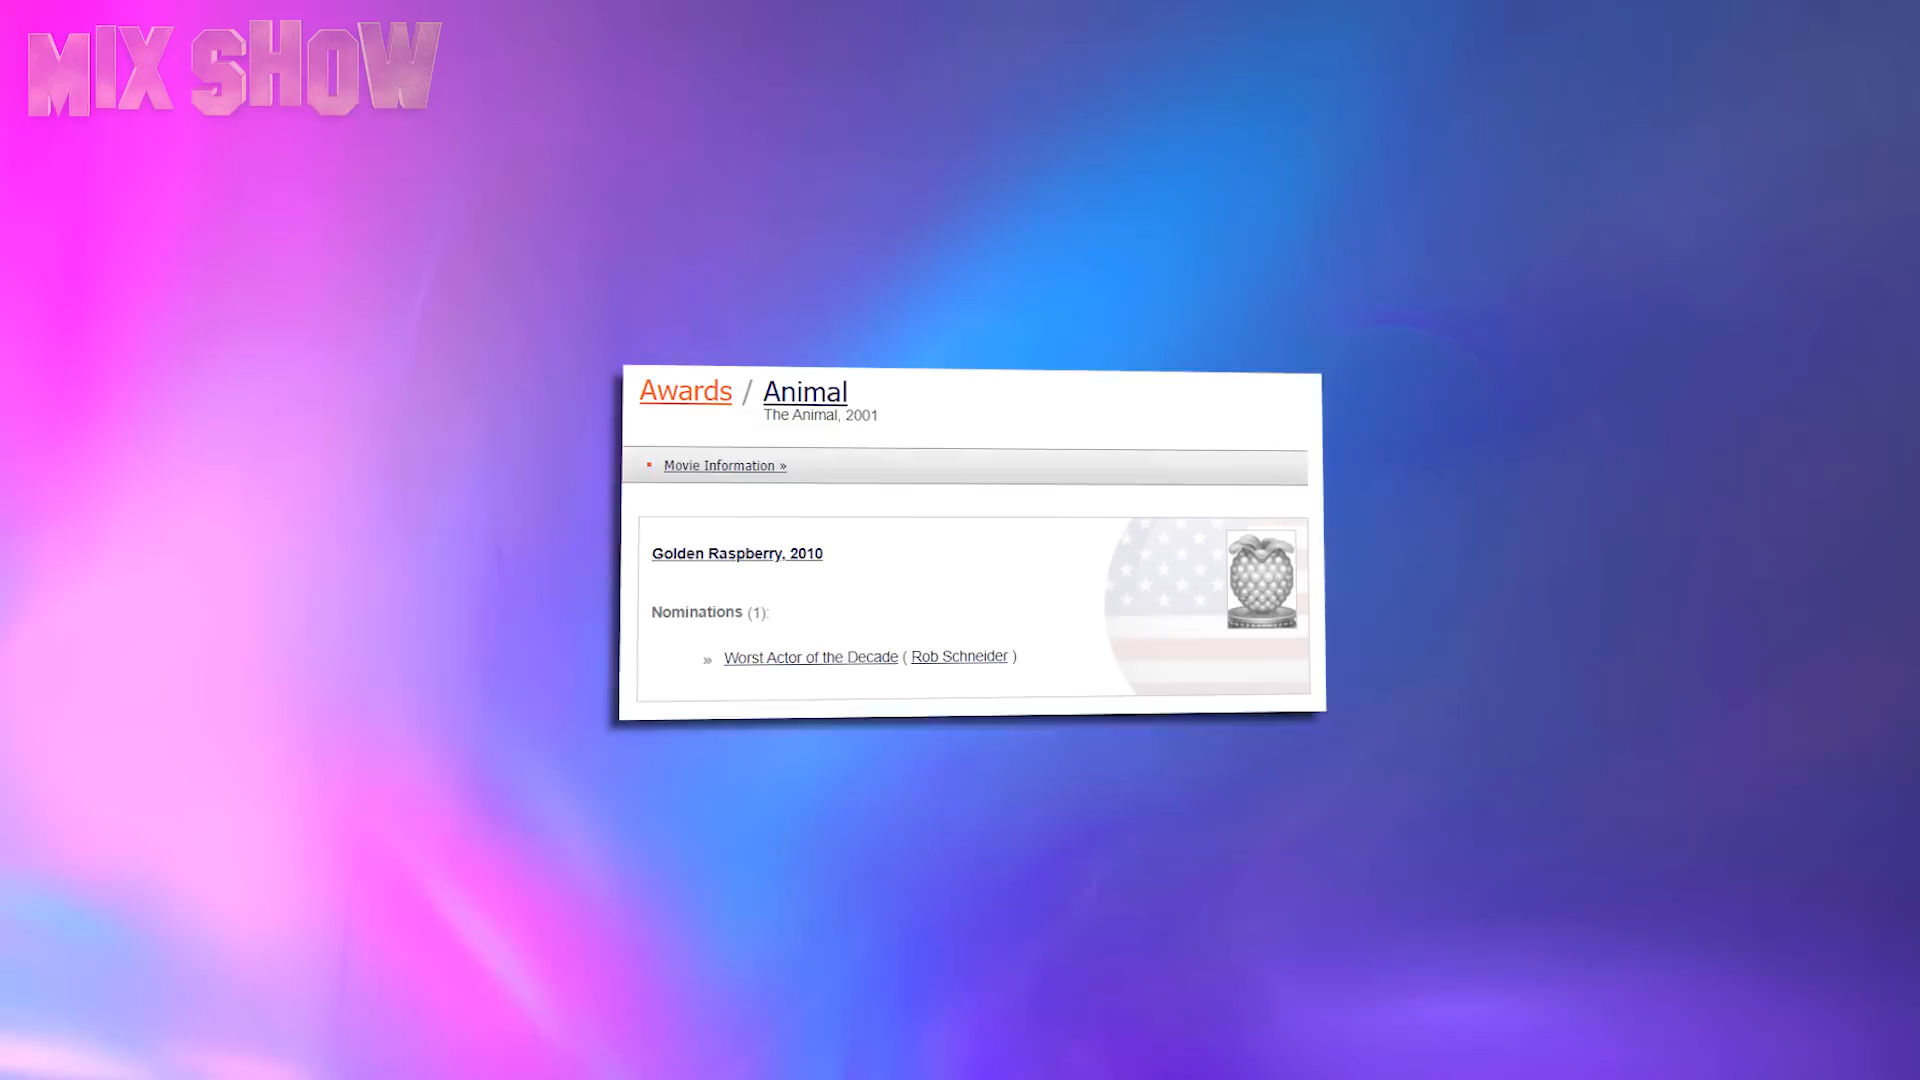 MIX SHOW
Awards / Animal
The Animal, 2001
Movie Information »
Golden Raspberry, 2010
Nominations (1):
» Worst Actor of the Decade ( Rob Schneider )